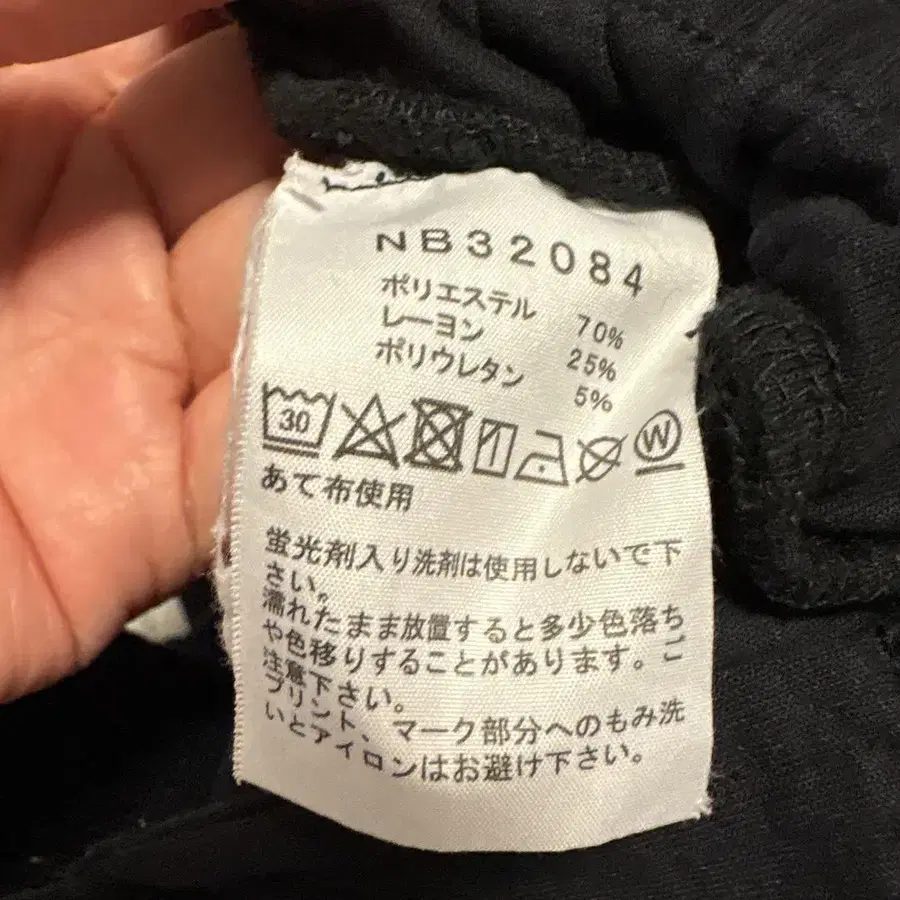 NB32084
ポリエステル 70%
レーヨン 25%
ポリウレタン 5%
30 W
あて布使用
蛍光剤入り洗剤は使用しないで下
さい。
濡れたまま放置すると多少色落ち
や色移りすることがあります。ご
注意下さい。
プリント、マーク部分へのもみ洗
いとアイロンはお避け下さい。